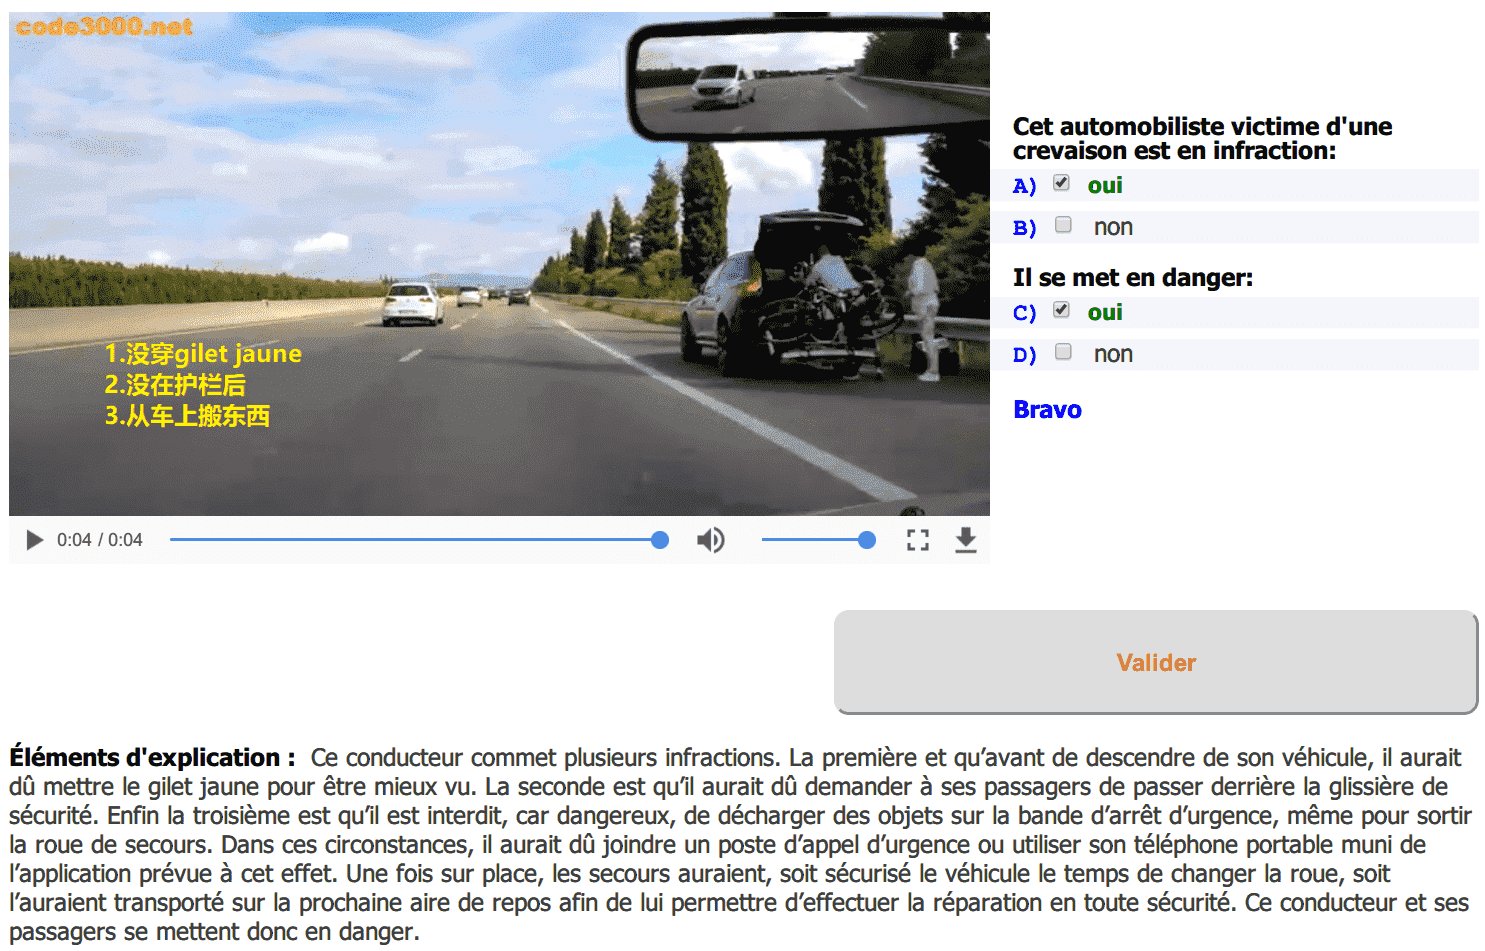 code3000.net
Cet automobiliste victime d'une
crevaison est en infraction:
A) oui
B) non
Il se met en danger:
C) oui
D) non
Bravo
1.没穿gilet jaune
2.没在护栏后
3.从车上搬东西
0:04 / 0:04
Valider
Éléments d'explication : Ce conducteur commet plusieurs infractions. La première et qu’avant de descendre de son véhicule, il aurait
dû mettre le gilet jaune pour être mieux vu. La seconde est qu’il aurait dû demander à ses passagers de passer derrière la glissière de
sécurité. Enfin la troisième est qu’il est interdit, car dangereux, de décharger des objets sur la bande d’arrêt d’urgence, même pour sortir
la roue de secours. Dans ces circonstances, il aurait dû joindre un poste d’appel d’urgence ou utiliser son téléphone portable muni de
l’application prévue à cet effet. Une fois sur place, les secours auraient, soit sécurisé le véhicule le temps de changer la roue, soit
l’auraient transporté sur la prochaine aire de repos afin de lui permettre d’effectuer la réparation en toute sécurité. Ce conducteur et ses
passagers se mettent donc en danger.